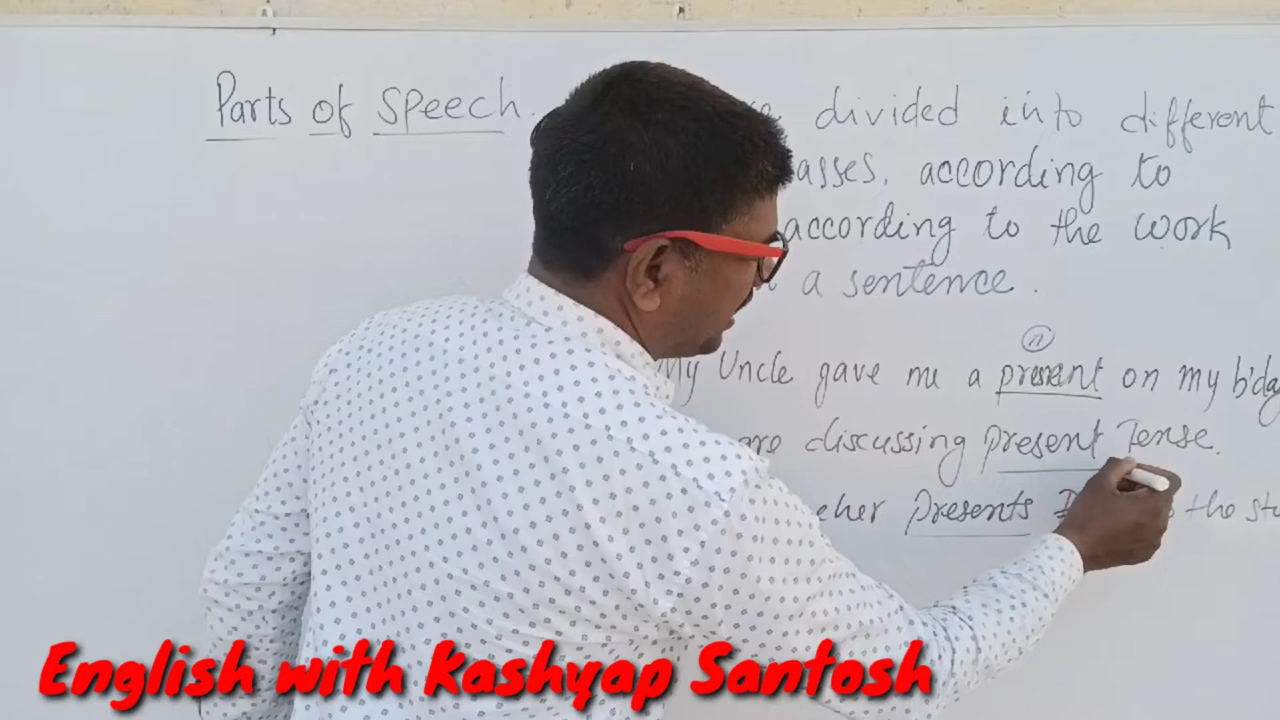 Parts of Speech. divided into different
asses, according to
according to the work
a sentence.
n
My Uncle gave me a present on my b'day
are discussing present Tense.
cher presents the stu
English with Kashyap Santosh